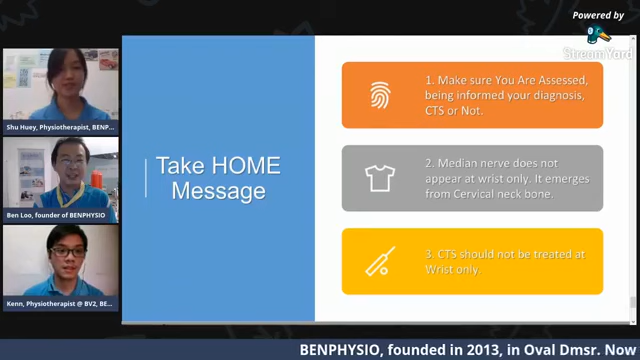 Powered by
StreamYard
Shu Huey, Physiotherapist, BENP...
Ben Loo, founder of BENPHYSIO
Kenn, Physiotherapist @ BV2, BE...
Take HOME
Message
1. Make sure You Are Assessed,
being informed your diagnosis,
CTS or Not.
2. Median nerve does not
appear at wrist only. It emerges
from Cervical neck bone.
3. CTS should not be treated at
Wrist only.
BENPHYSIO, founded in 2013, in Oval Dmsr. Now